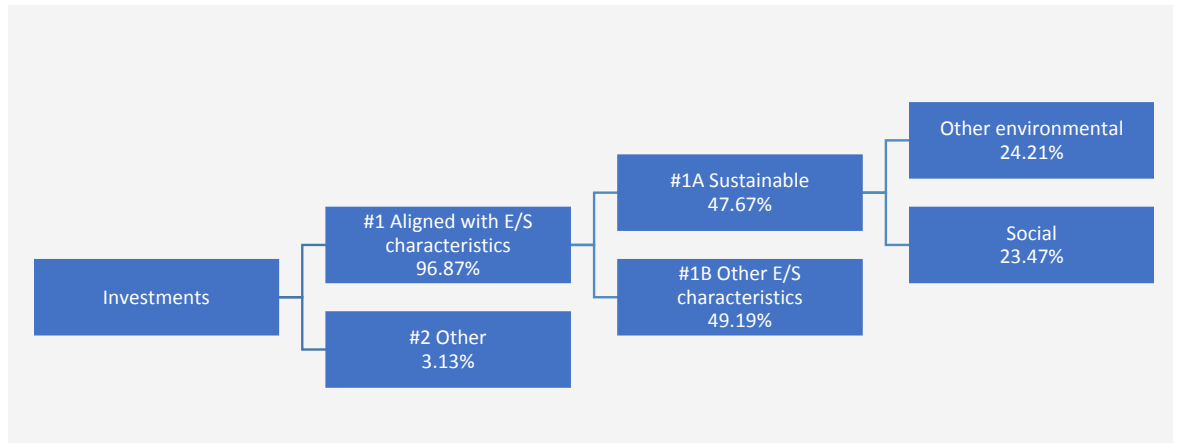 Investments
#1 Aligned with E/S
characteristics
96.87%
#2 Other
3.13%
#1A Sustainable
47.67%
#1B Other E/S
characteristics
49.19%
Other environmental
24.21%
Social
23.47%